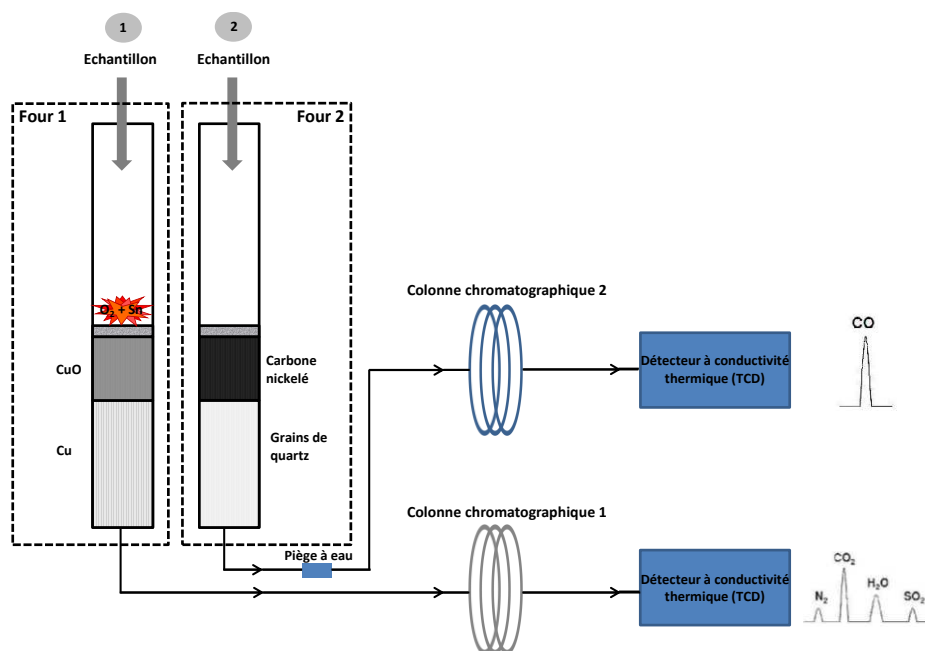 1
2
Echantillon
Echantillon
Four 1
Four 2
O2 + Sn
CuO
Cu
Carbone
nickelé
Grains de
quartz
Piège à eau
Colonne chromatographique 2
Détecteur à conductivité
thermique (TCD)
CO
Colonne chromatographique 1
Détecteur à conductivité
thermique (TCD)
N2
CO2
H2O
SO2